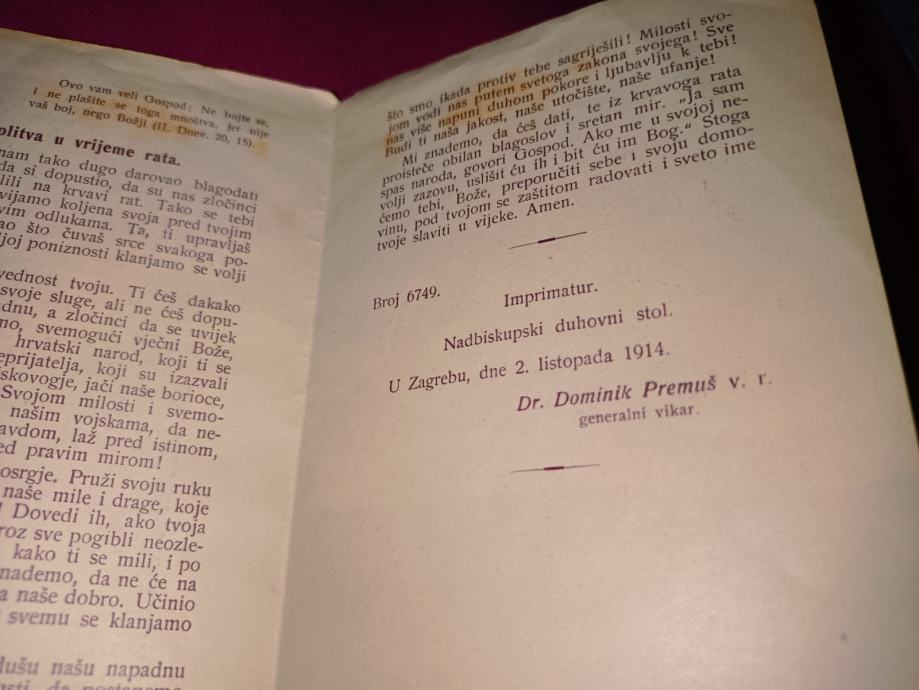 Ovo vam veli Gospod: Ne bojte se,
i ne plašite se toga mnoštva, jer nije
vaš boj, nego Božji (II. Dnev. 20, 15).
olitva u vrijeme rata.
nam tako dugo darovao blagodati
da si dopustio, da su nas zločinci
lili na krvavi rat. Tako se tebi
vijamo koljena svoja pred tvojim
vim odlukama. Ta, ti upravljaš
ao što čuvaš srce svakoga po-
ljoj poniznosti klanjamo se volji
vednost tvoju. Ti ćeš dakako
svoje sluge, ali ne ćeš dopu-
adnu, a zločinci da se uvijek
mo, svemogući vječni Bože,
hrvatski narod, koji ti se
eprijatelja, koji su izazvali
skovogje, jači naše borioce,
Svojom milosti i svemo-
našim vojskama, da ne-
avdom, laž pred istinom,
ed pravim mirom!
osrgje. Pruži svoju ruku
naše mile i drage, koje
! Dovedi ih, ako tvoja
roz sve pogibli neozle-
kako ti se mili, i po
nademo, da ne će na
a naše dobro. Učinio
svemu se klanjamo
dušu našu napadnu
što smo ikada protiv tebe sagriješili! Milosti svo-
jom vodi nas putem svetoga zakona svojega! Sve
nas više napuni duhom pokore i ljubavlju k tebi!
Budi ti naša jakost, naše utočište, naše ufanje!
Mi znademo, da ćeš dati, te iz krvavoga rata
proisteče obilan blagoslov i sretan mir. „Ja sam
spas naroda, govori Gospod. Ako me u svojoj ne-
volji zazovu, uslišit ću ih i bit ću im Bog.“ Stoga
ćemo tebi, Bože, preporučiti sebe i svoju domo-
vinu, pod tvojom se zaštitom radovati i sveto ime
tvoje slaviti u vijeke. Amen.
Broj 6749.
Imprimatur.
Nadbiskupski duhovni stol.
U Zagrebu, dne 2. listopada 1914.
Dr. Dominik Premuš v. r.
generalni vikar.